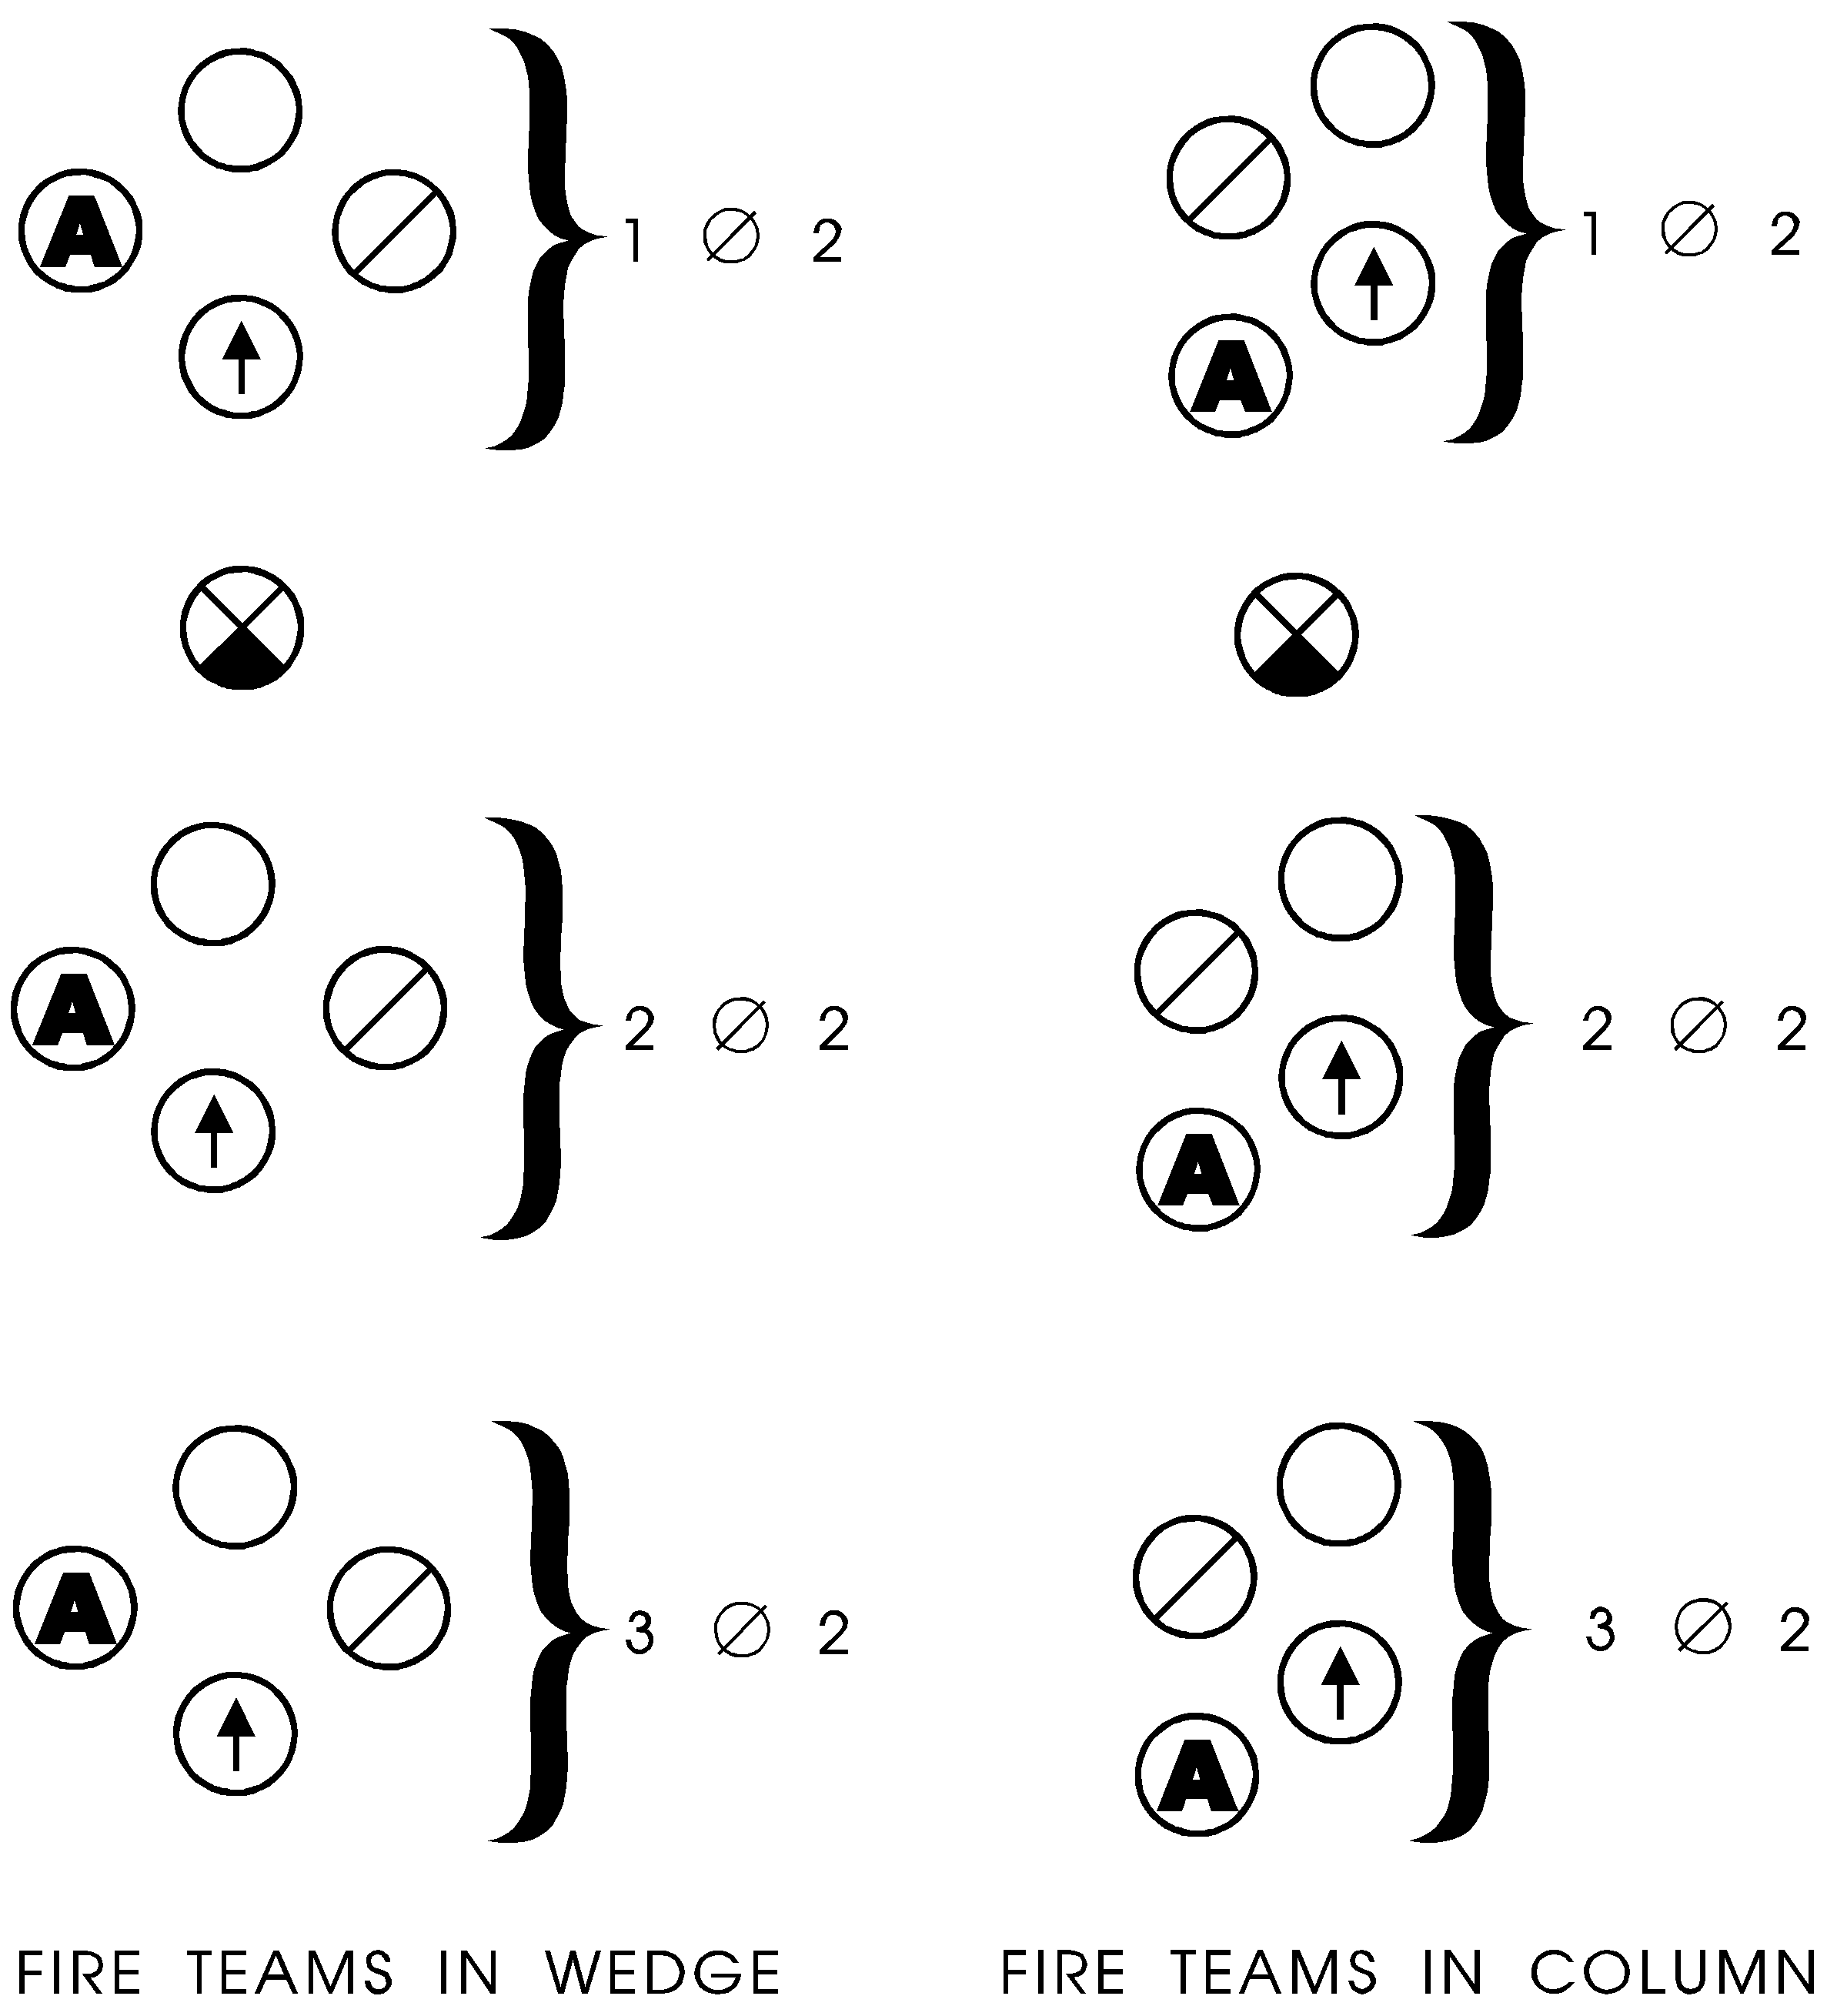 1 Ø 2
1 Ø 2
A
A
2 Ø 2
2 Ø 2
A
A
3 Ø 2
3 Ø 2
A
A
FIRE TEAMS IN WEDGE
FIRE TEAMS IN COLUMN